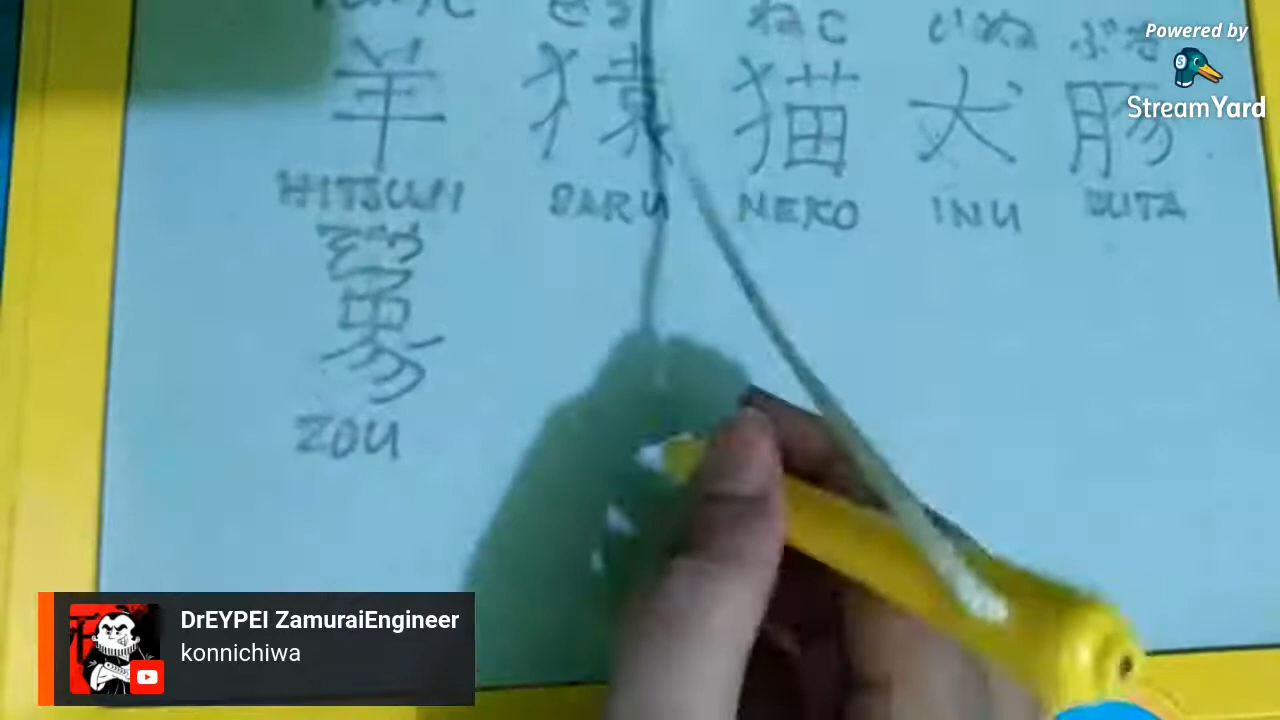 ねこ いぬ ぶた
羊 猿 猫 犬 豚
HITSUJI SARU NEKO INU BUTA
ZOU
Powered by
StreamYard
DrEYPEI ZamuraiEngineer
konnichiwa